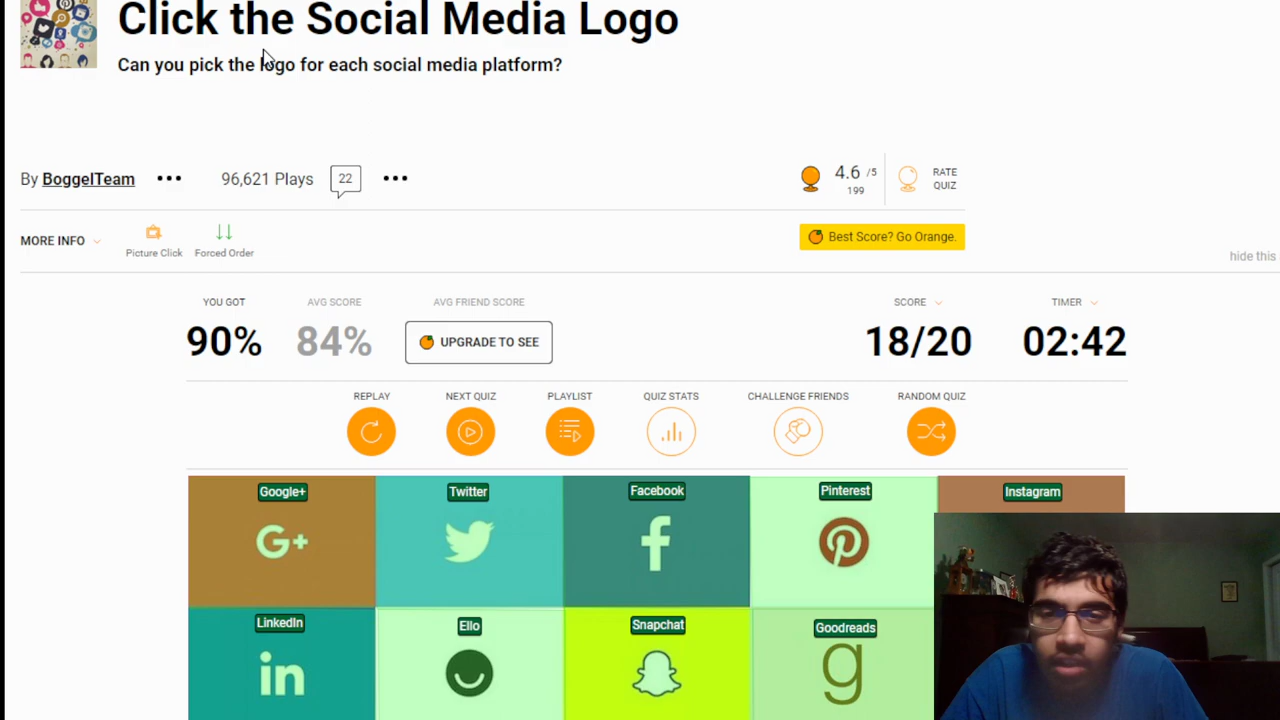 Click the Social Media Logo
Can you pick the logo for each social media platform?
By BoggelTeam ••• 96,621 Plays 22 •••
4.6 /5
199
RATE
QUIZ
MORE INFO
Picture Click
Forced Order
Best Score? Go Orange.
hide this
YOU GOT
90%
AVG SCORE
84%
AVG FRIEND SCORE
UPGRADE TO SEE
SCORE
18/20
TIMER
02:42
REPLAY
NEXT QUIZ
PLAYLIST
QUIZ STATS
CHALLENGE FRIENDS
RANDOM QUIZ
Google+
G+
Twitter
Facebook
f
Pinterest
p
Instagram
LinkedIn
in
Ello
Snapchat
Goodreads
g